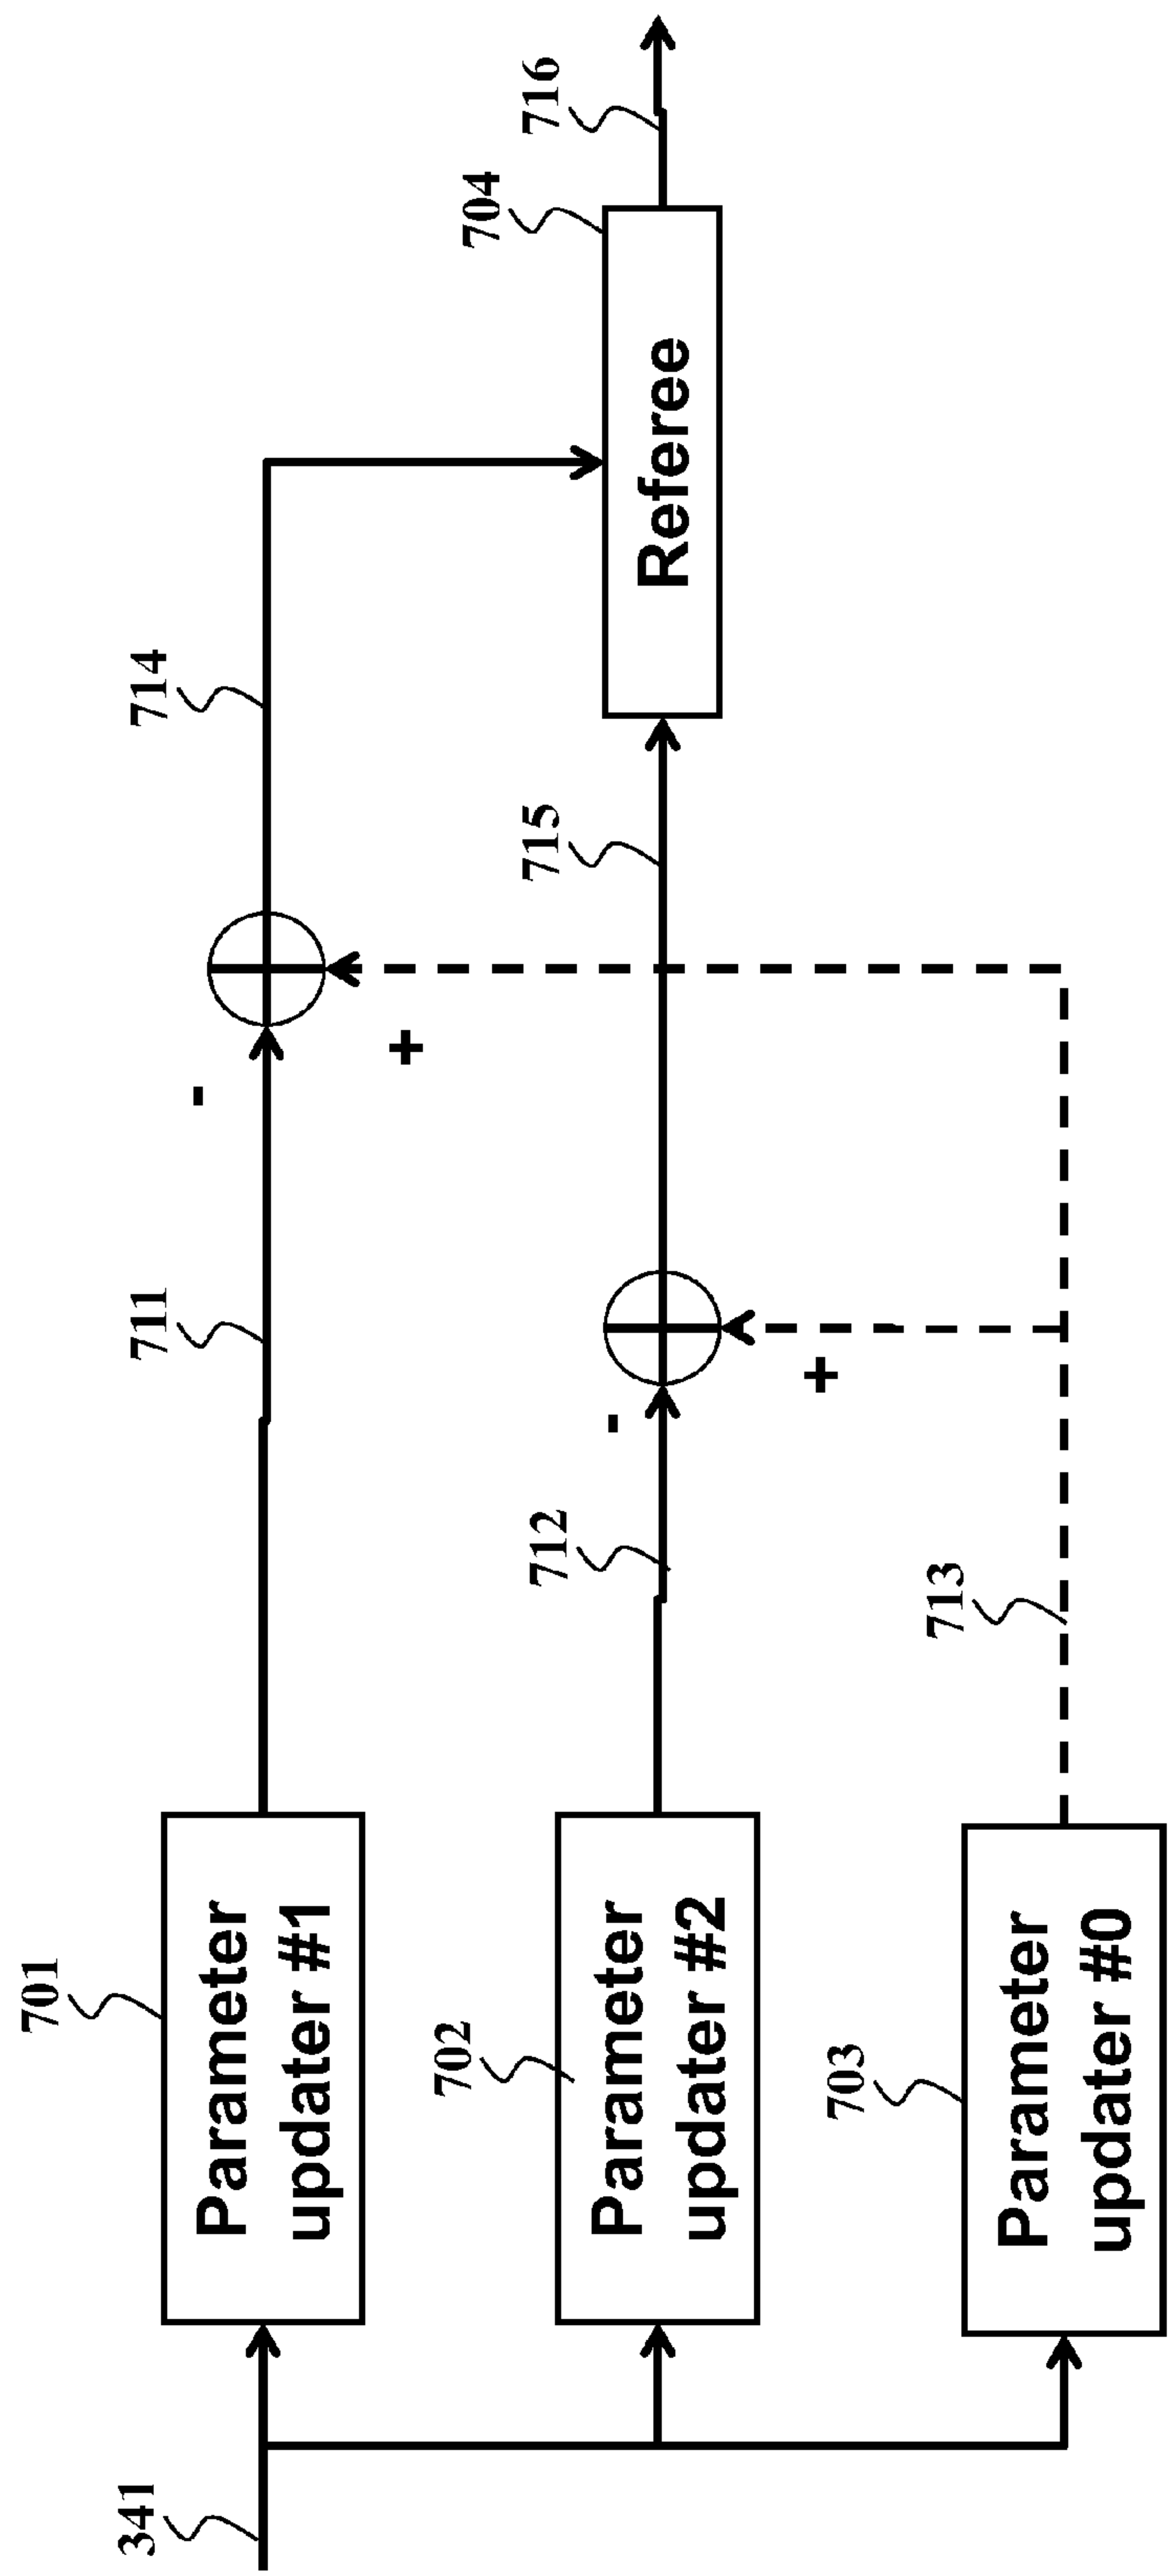 341
701
Parameter
updater #1
711
-
+
714
702
Parameter
updater #2
712
-
+
715
Referee
704
716
703
Parameter
updater #0
713